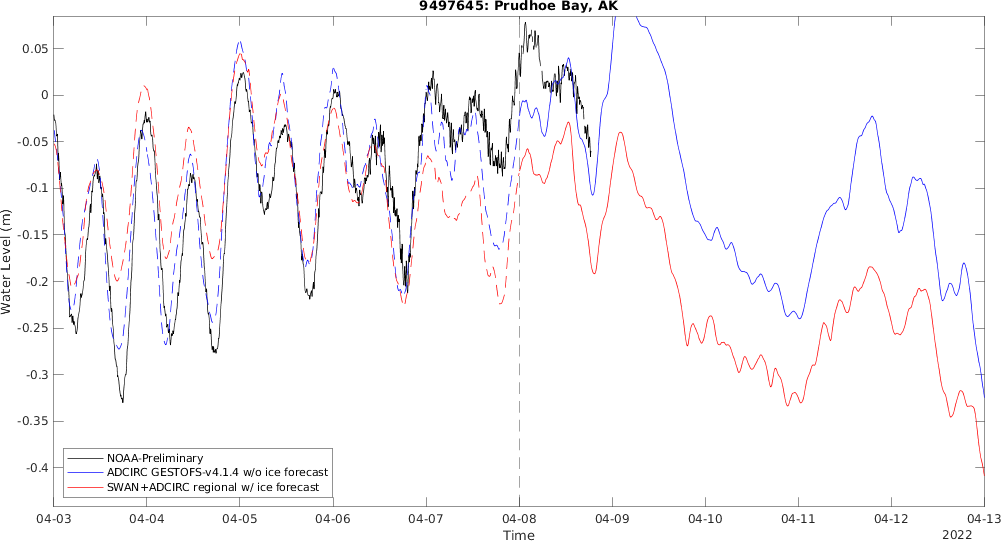 9497645: Prudhoe Bay, AK
Water Level (m)
0.05
0
-0.05
-0.1
-0.15
-0.2
-0.25
-0.3
-0.35
-0.4
NOAA-Preliminary
ADCIRC GESTOFS-v4.1.4 w/o ice forecast
SWAN+ADCIRC regional w/ ice forecast
04-03 04-04 04-05 04-06 04-07 04-08 04-09 04-10 04-11 04-12 04-13
Time
2022